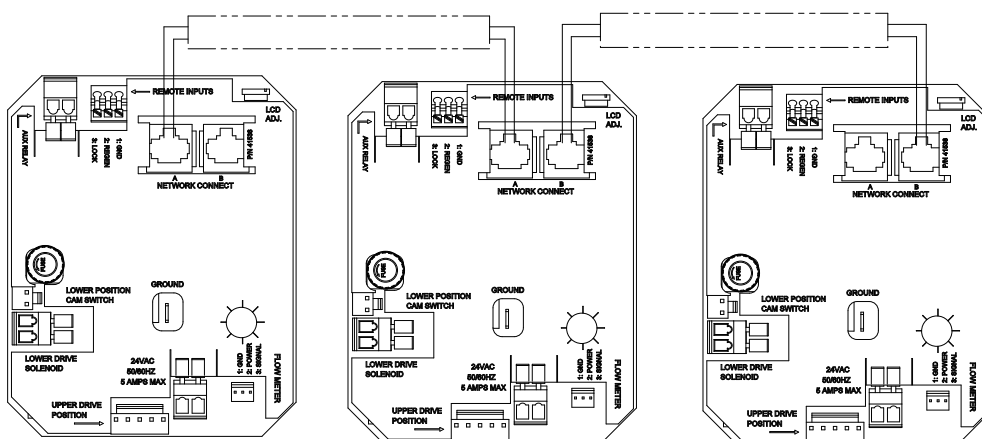 REMOTE INPUTS
LCD
ADJ.
AUX RELAY
3: LOCK
2: REGEN
1: GND
P/N 41538
A
B
NETWORK CONNECT
FUSE
LOWER POSITION
CAM SWITCH
GROUND
LOWER DRIVE
SOLENOID
24VAC
50/60HZ
5 AMPS MAX
1: GND
2: POWER
3: SIGNAL
FLOW METER
UPPER DRIVE
POSITION
REMOTE INPUTS
LCD
ADJ.
AUX RELAY
3: LOCK
2: REGEN
1: GND
P/N 41538
A
B
NETWORK CONNECT
FUSE
LOWER POSITION
CAM SWITCH
GROUND
LOWER DRIVE
SOLENOID
24VAC
50/60HZ
5 AMPS MAX
1: GND
2: POWER
3: SIGNAL
FLOW METER
UPPER DRIVE
POSITION
REMOTE INPUTS
LCD
ADJ.
AUX RELAY
3: LOCK
2: REGEN
1: GND
P/N 41538
A
B
NETWORK CONNECT
FUSE
LOWER POSITION
CAM SWITCH
GROUND
LOWER DRIVE
SOLENOID
24VAC
50/60HZ
5 AMPS MAX
1: GND
2: POWER
3: SIGNAL
FLOW METER
UPPER DRIVE
POSITION